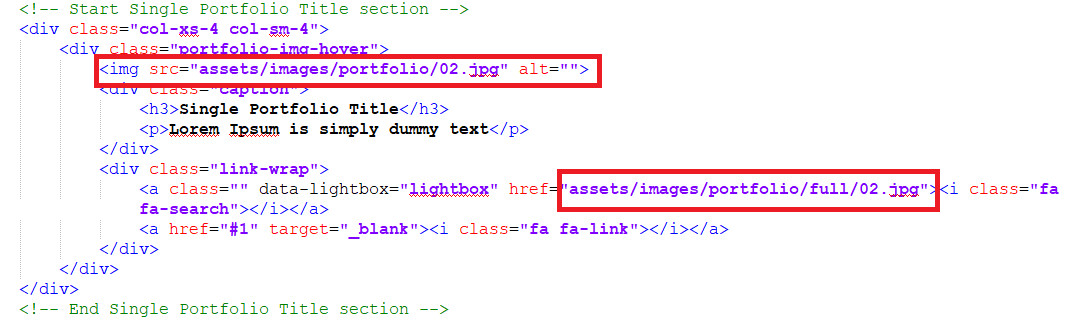 <!-- Start Single Portfolio Title section -->
<div class="col-xs-4 col-sm-4">
<div class="portfolio-img-hover">
<img src="assets/images/portfolio/02.jpg" alt="">
<div class="caption">
<h3>Single Portfolio Title</h3>
<p>Lorem Ipsum is simply dummy text</p>
</div>
<div class="link-wrap">
<a class="" data-lightbox="lightbox" href="assets/images/portfolio/full/02.jpg"><i class="fa
fa-search"></i></a>
<a href="#1" target="_blank"><i class="fa fa-link"></i></a>
</div>
</div>
</div>
<!-- End Single Portfolio Title section -->